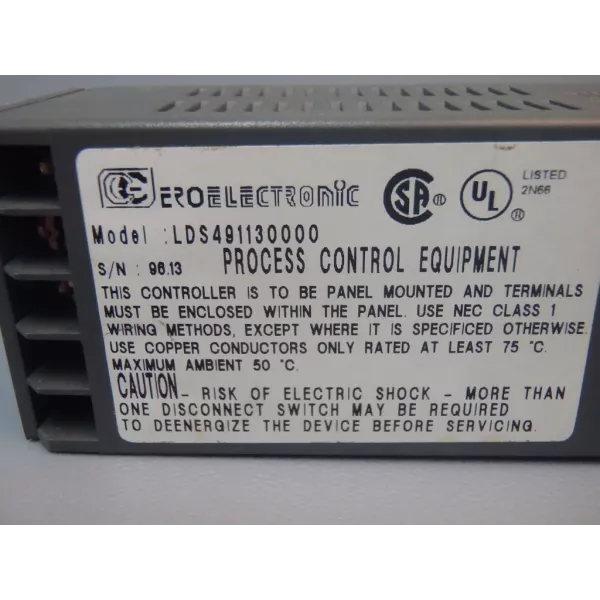 EROELECTRONIC
SA ®
UL ®
LISTED
2N66
Model : LDS491130000
S/N : 96.13 PROCESS CONTROL EQUIPMENT
THIS CONTROLLER IS TO BE PANEL MOUNTED AND TERMINALS
MUST BE ENCLOSED WITHIN THE PANEL. USE NEC CLASS 1
WIRING METHODS, EXCEPT WHERE IT IS SPECIFICED OTHERWISE.
USE COPPER CONDUCTORS ONLY RATED AT LEAST 75 °C.
MAXIMUM AMBIENT 50 °C.
CAUTION - RISK OF ELECTRIC SHOCK - MORE THAN
ONE DISCONNECT SWITCH MAY BE REQUIRED
TO DEENERGIZE THE DEVICE BEFORE SERVICING.